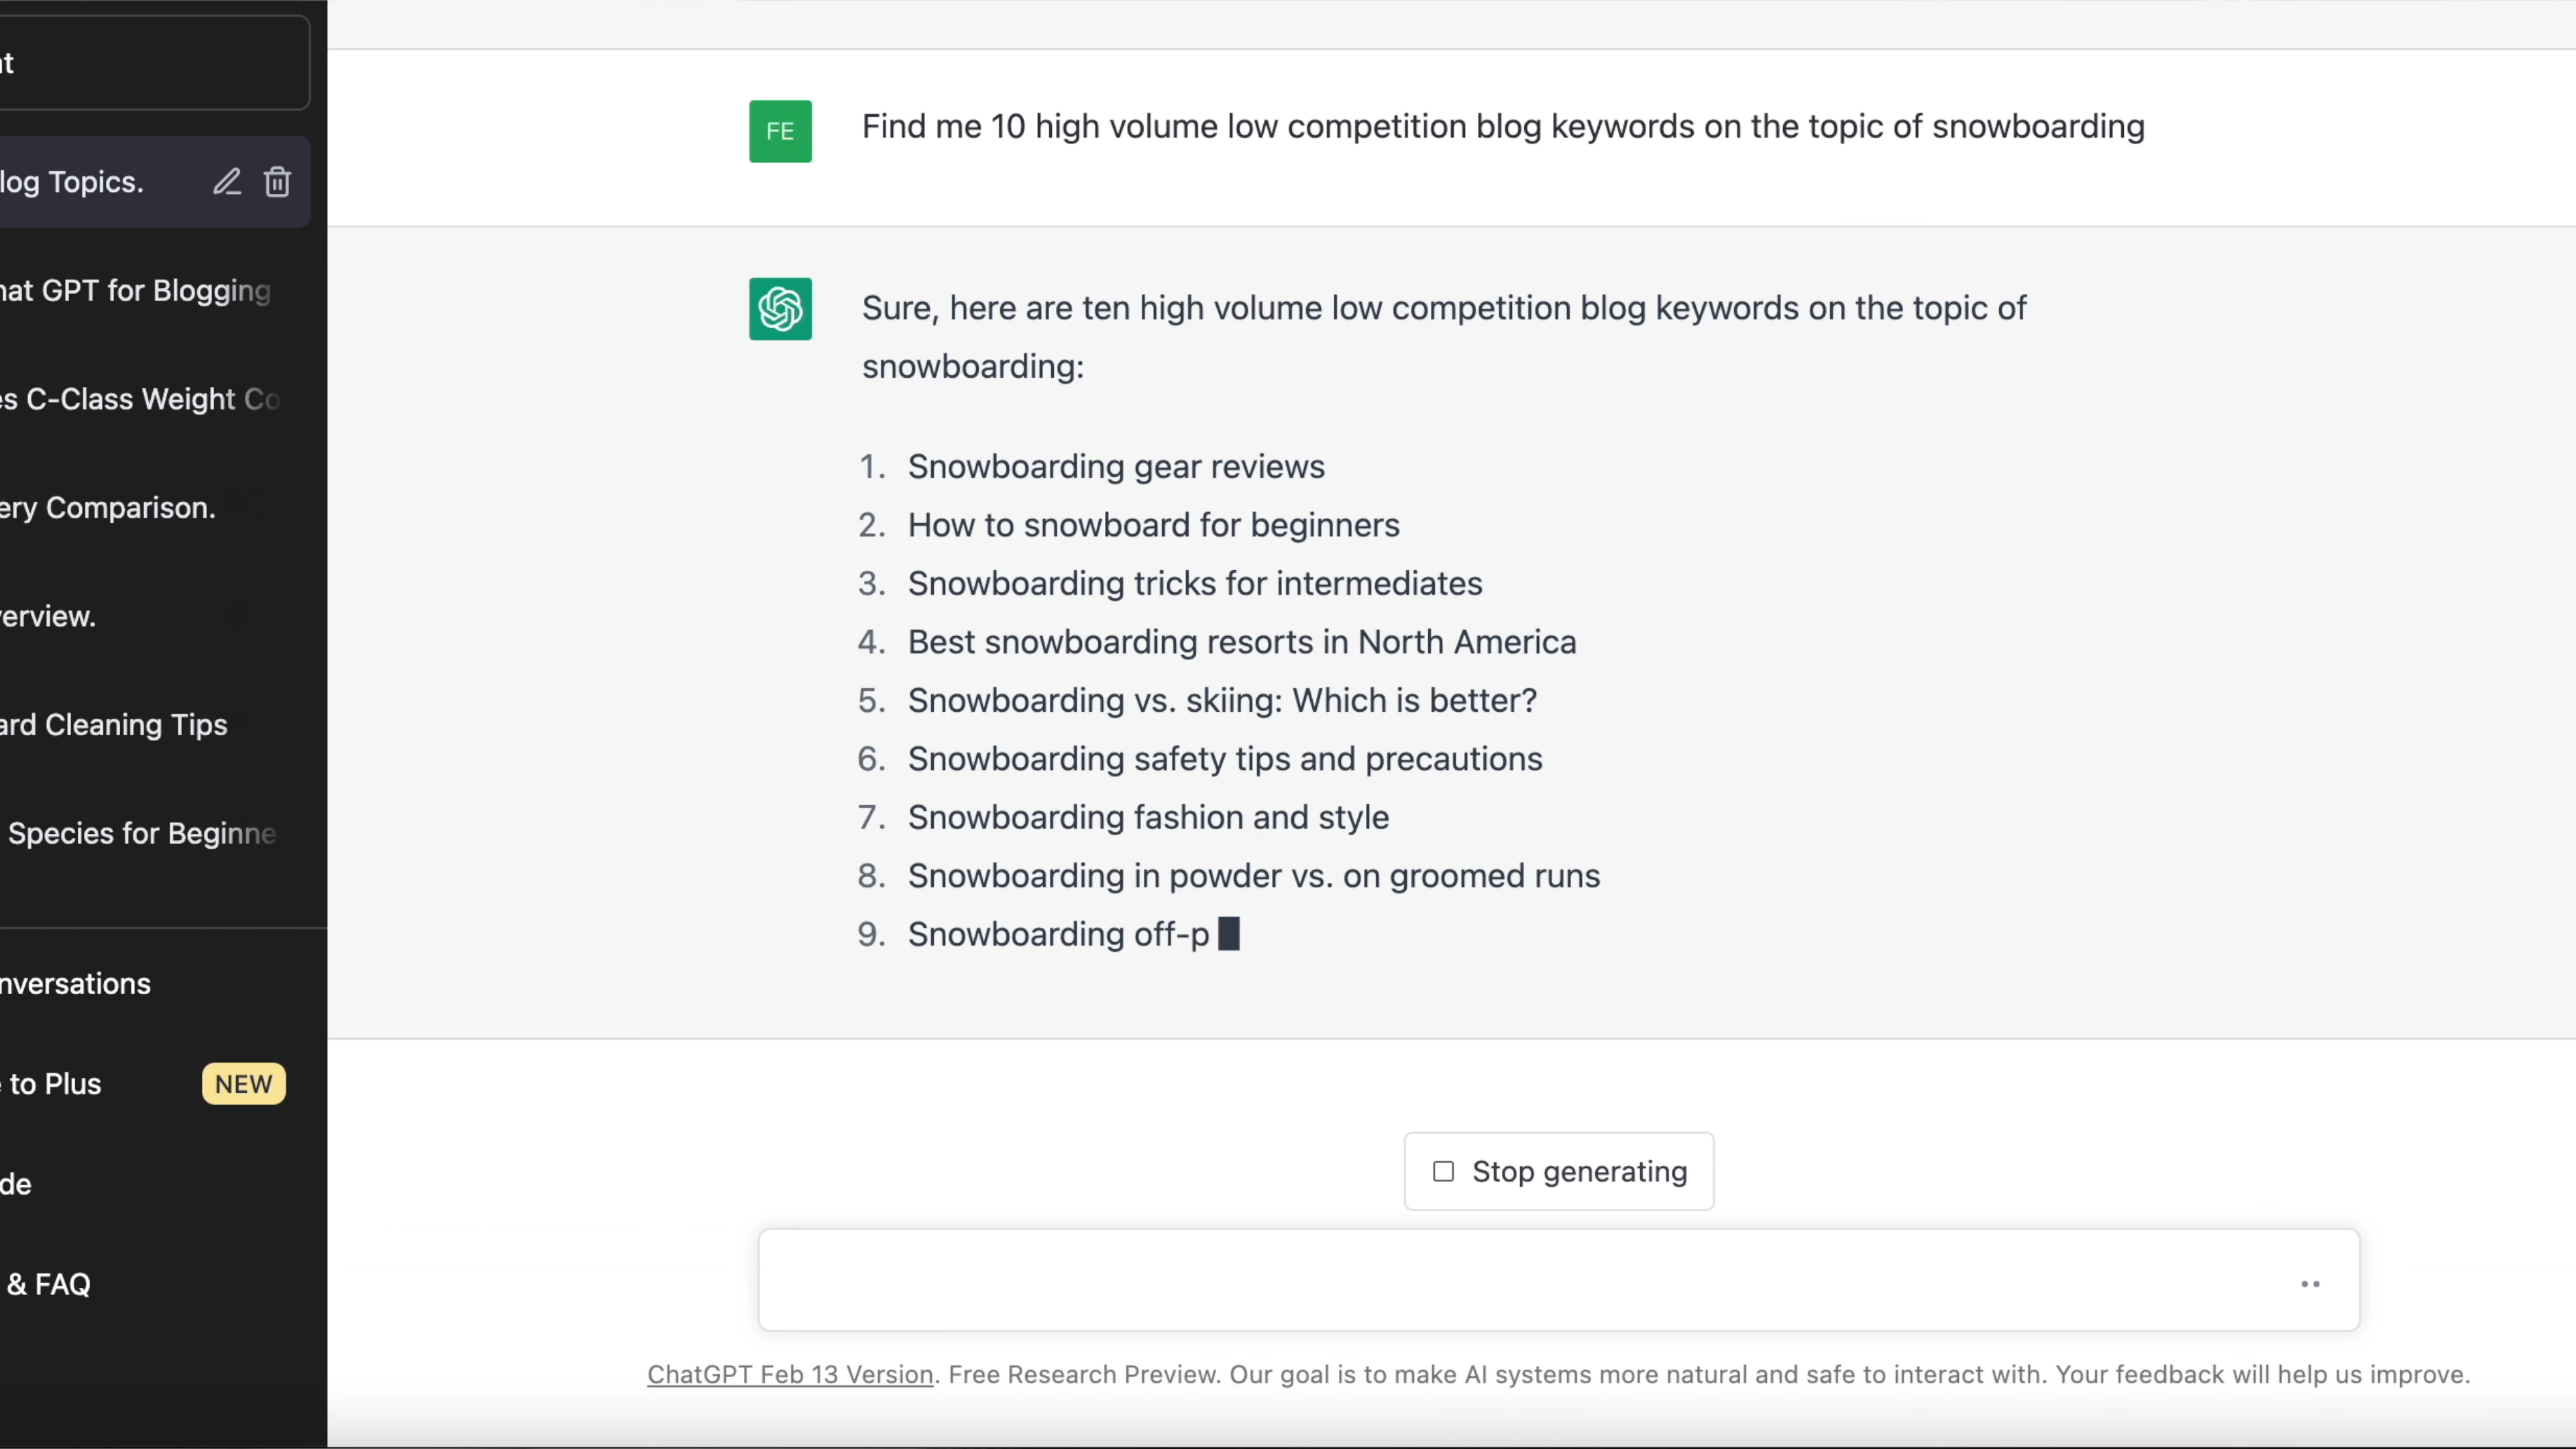 nt
log Topics.
hat GPT for Blogging
es C-Class Weight Co
ery Comparison.
verview.
ard Cleaning Tips
Species for Beginne
nversations
e to Plus NEW
de
& FAQ
FE
Find me 10 high volume low competition blog keywords on the topic of snowboarding
Sure, here are ten high volume low competition blog keywords on the topic of
snowboarding:
1. Snowboarding gear reviews
2. How to snowboard for beginners
3. Snowboarding tricks for intermediates
4. Best snowboarding resorts in North America
5. Snowboarding vs. skiing: Which is better?
6. Snowboarding safety tips and precautions
7. Snowboarding fashion and style
8. Snowboarding in powder vs. on groomed runs
9. Snowboarding off-p
Stop generating
ChatGPT Feb 13 Version. Free Research Preview. Our goal is to make AI systems more natural and safe to interact with. Your feedback will help us improve.